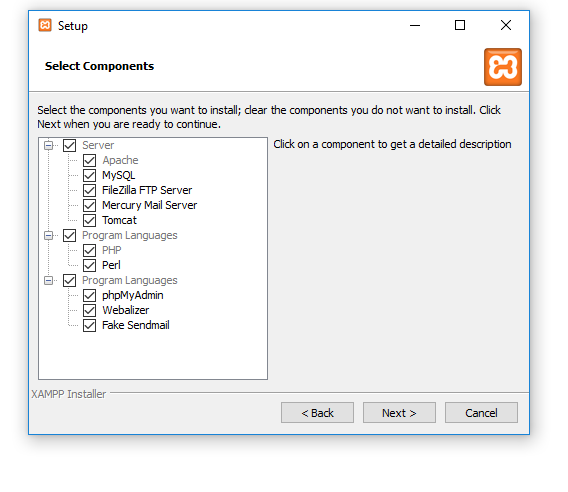 Setup
Select Components
Select the components you want to install; clear the components you do not want to install. Click
Next when you are ready to continue.
Server
Click on a component to get a detailed description
Apache
MySQL
FileZilla FTP Server
Mercury Mail Server
Tomcat
Program Languages
PHP
Perl
Program Languages
phpMyAdmin
Webalizer
Fake Sendmail
XAMPP Installer
< Back
Next >
Cancel